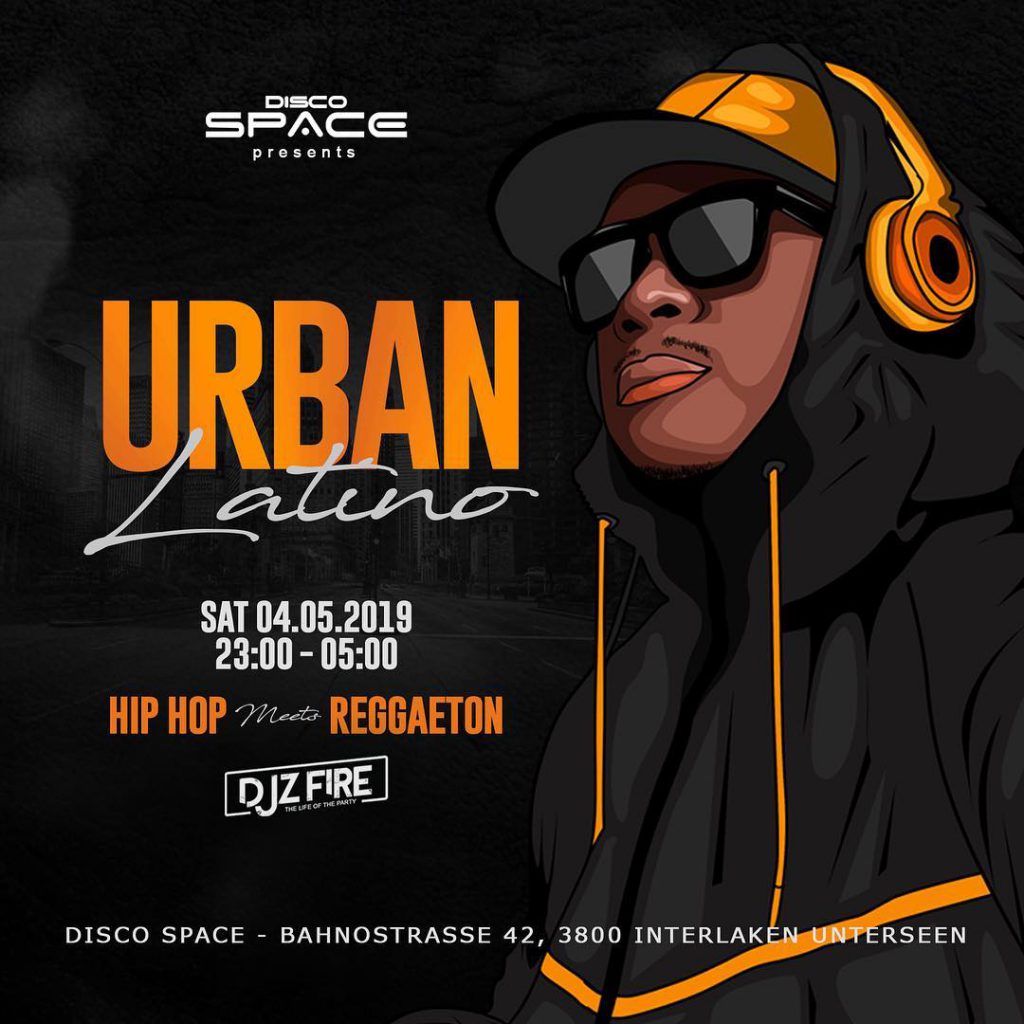 DISCO
SPACE
presents
URBAN
Latino
SAT 04.05.2019
23:00 - 05:00
HIP HOP Meets REGGAETON
DJZ FIRE
THE LIFE OF THE PARTY
DISCO SPACE - BAHNOSTRASSE 42, 3800 INTERLAKEN UNTERSEEN